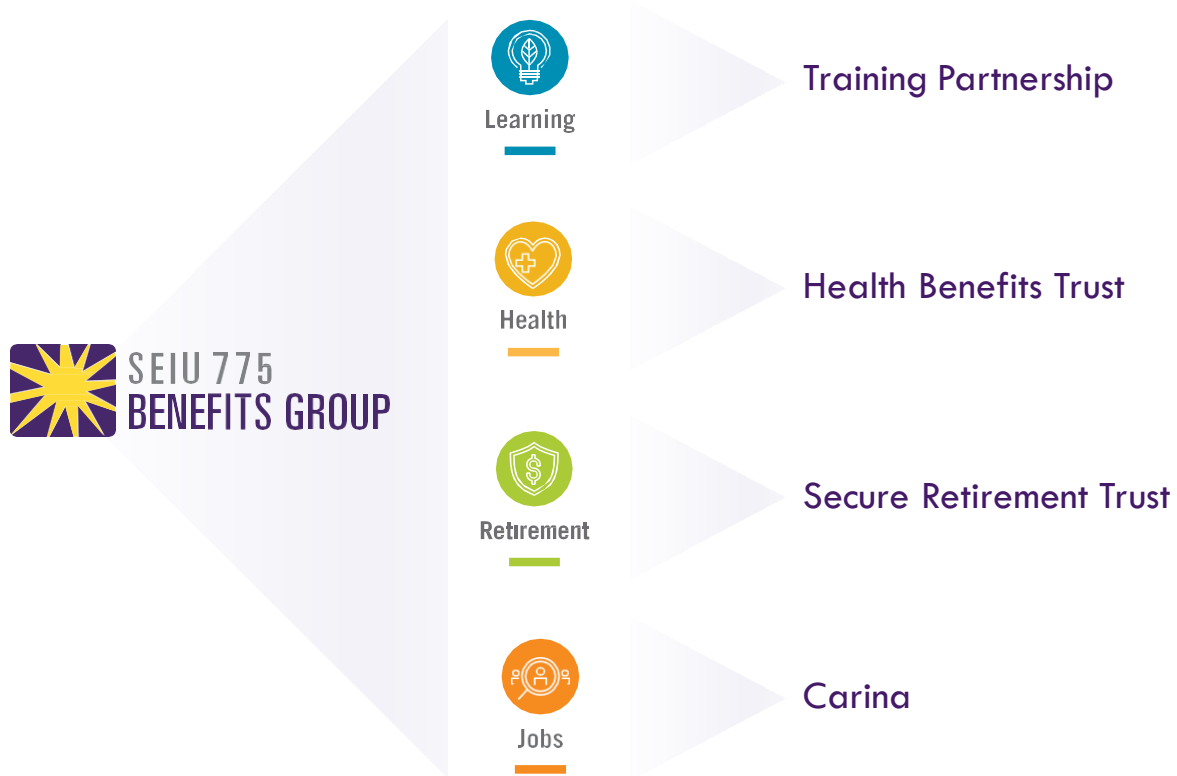 SEIU 775
BENEFITS GROUP
Learning
Training Partnership
Health
Health Benefits Trust
Retirement
Secure Retirement Trust
Jobs
Carina